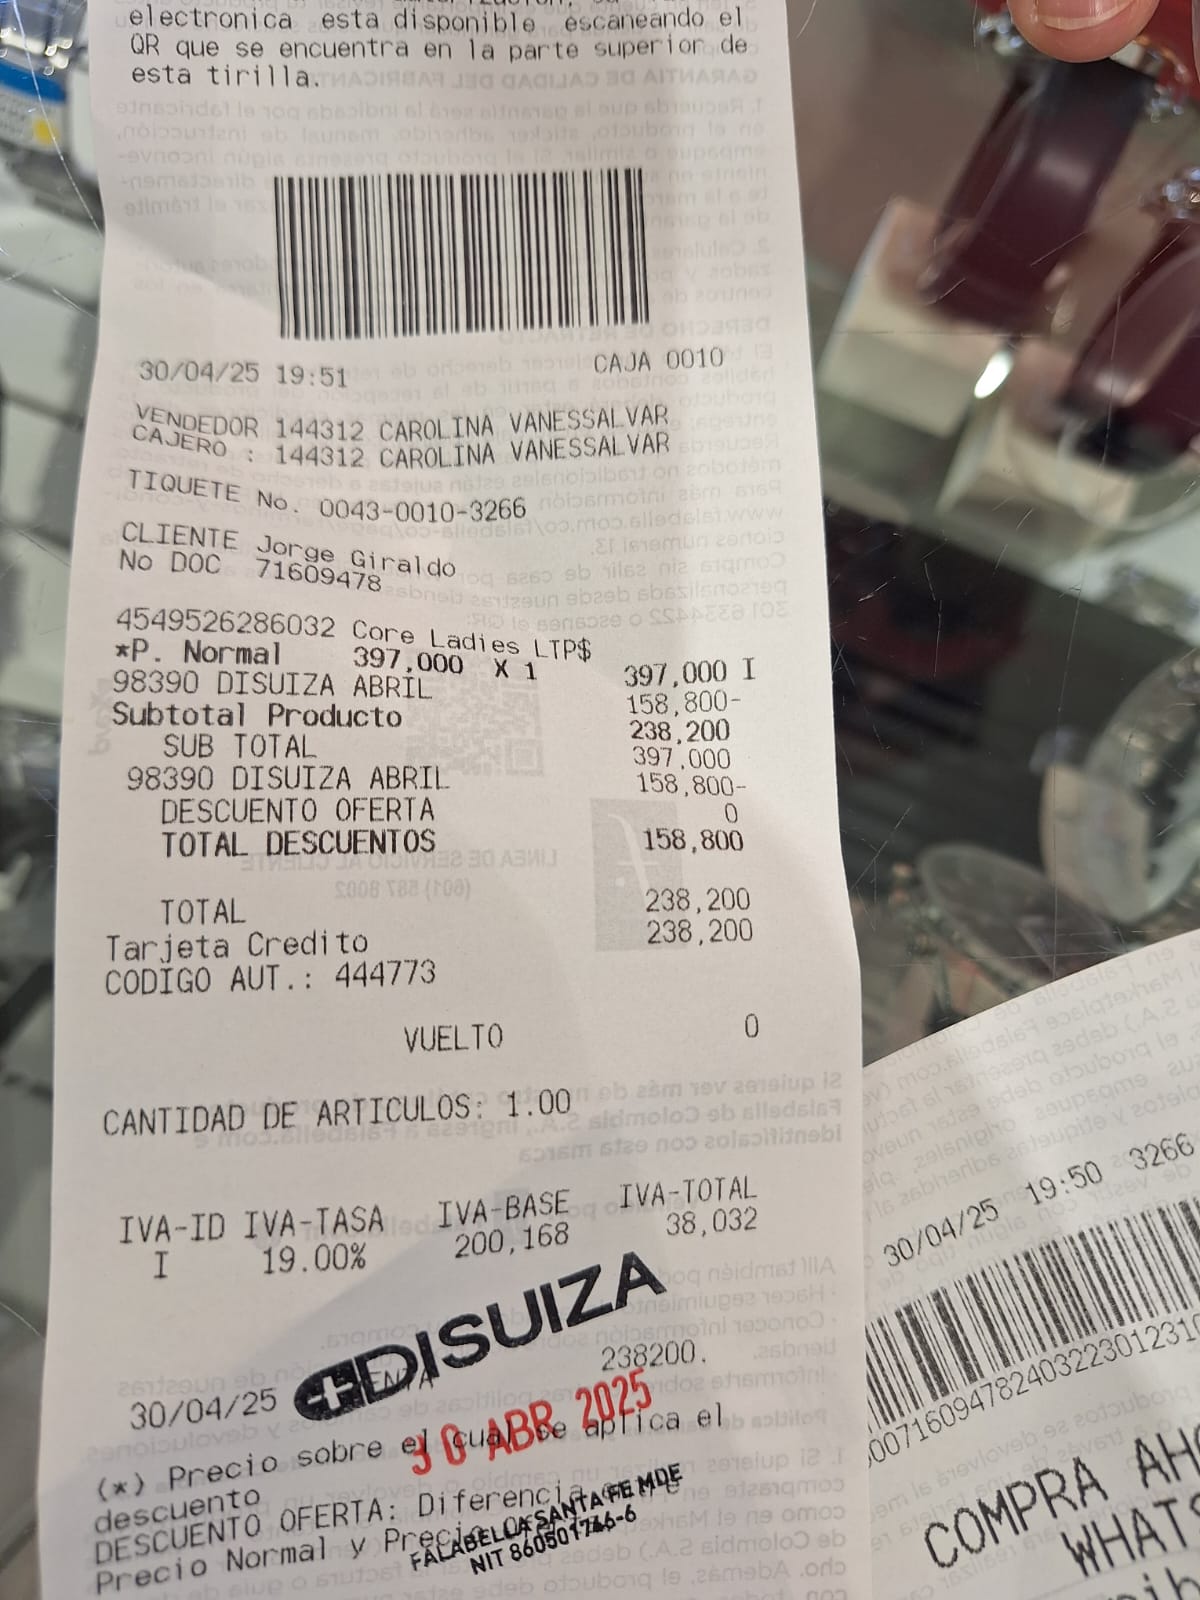 electronica esta disponible escaneando el
QR que se encuentra en la parte superior de
esta tirilla.
30/04/25 19:51 CAJA 0010
VENDEDOR 144312 CAROLINA VANESSALVAR
CAJERO : 144312 CAROLINA VANESSALVAR
TIQUETE No. 0043-0010-3266
CLIENTE Jorge Giraldo
No DOC 71609478
4549526286032 Core Ladies LTP$
*P. Normal 397,000 X 1 397,000 I
98390 DISUIZA ABRIL 158,800-
Subtotal Producto 238,200
SUB TOTAL 397,000
98390 DISUIZA ABRIL 158,800-
DESCUENTO OFERTA 0
TOTAL DESCUENTOS 158,800
TOTAL 238,200
Tarjeta Credito 238,200
CODIGO AUT.: 444773
VUELTO 0
CANTIDAD DE ARTICULOS: 1.00
IVA-ID IVA-TASA IVA-BASE IVA-TOTAL
I 19.00% 200,168 38,032
DISUIZA
238200.
30/04/25
30 ABR 2025
(*) Precio sobre el cual se aplica el
descuento
DESCUENTO OFERTA: Diferencia
Precio Normal y Precio
FALABELLA SANTA FE MDE
NIT 860501746-6
30/04/25 19:50 3266
COMPRA